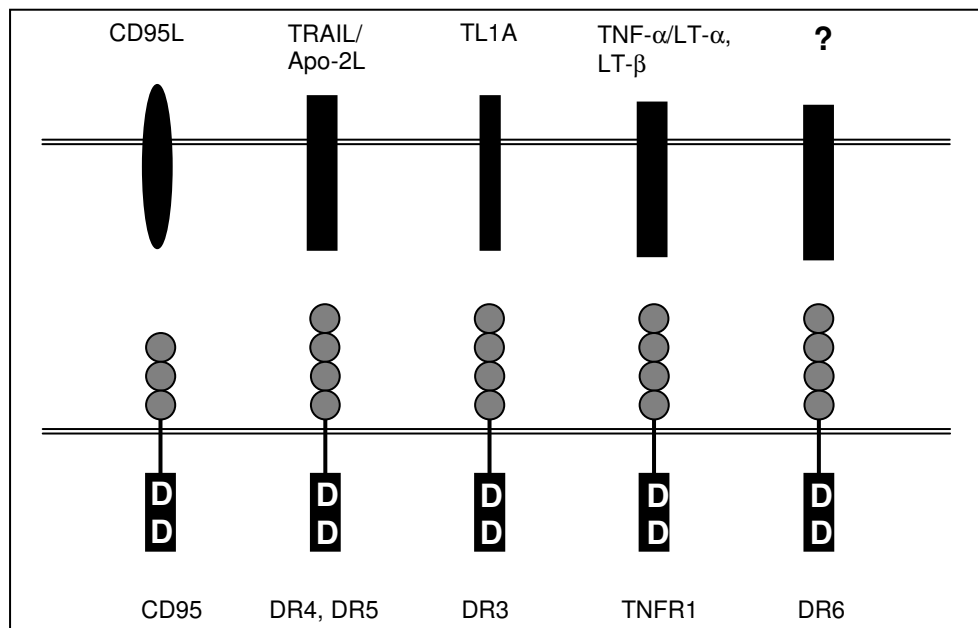 CD95L
TRAIL/
Apo-2L
TL1A
TNF-α/LT-α,
LT-β
?
D
D
D
D
D
D
D
D
D
D
CD95
DR4, DR5
DR3
TNFR1
DR6